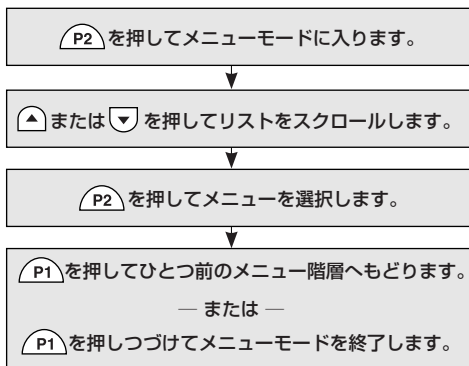 P2 を押してメニューモードに入ります。
▲ または ▼ を押してリストをスクロールします。
P2 を押してメニューを選択します。
P1 を押してひとつ前のメニュー階層へもどります。
― または ―
P1 を押しつづけてメニューモードを終了します。